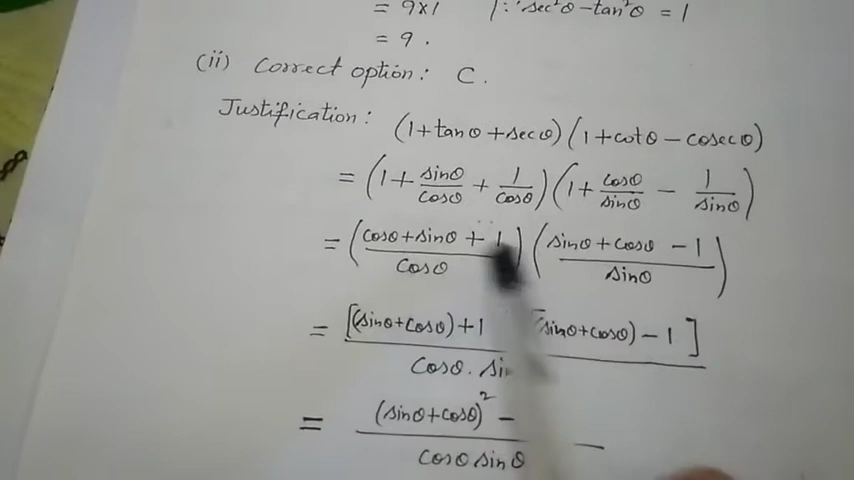 = 9×1 | ∵ sec²θ - tan²θ = 1
= 9 .
(ii) Correct option: C.
Justification: (1+tanθ+secθ)(1+cotθ-cosecθ)
= (1 + sinθ/cosθ + 1/cosθ)(1 + cosθ/sinθ - 1/sinθ)
= ((cosθ+sinθ+1)/cosθ)((sinθ+cosθ-1)/sinθ)
= [(sinθ+cosθ)+1 (sinθ+cosθ)-1]/cosθ.
= (sinθ+cosθ)² - /cosθ sinθ